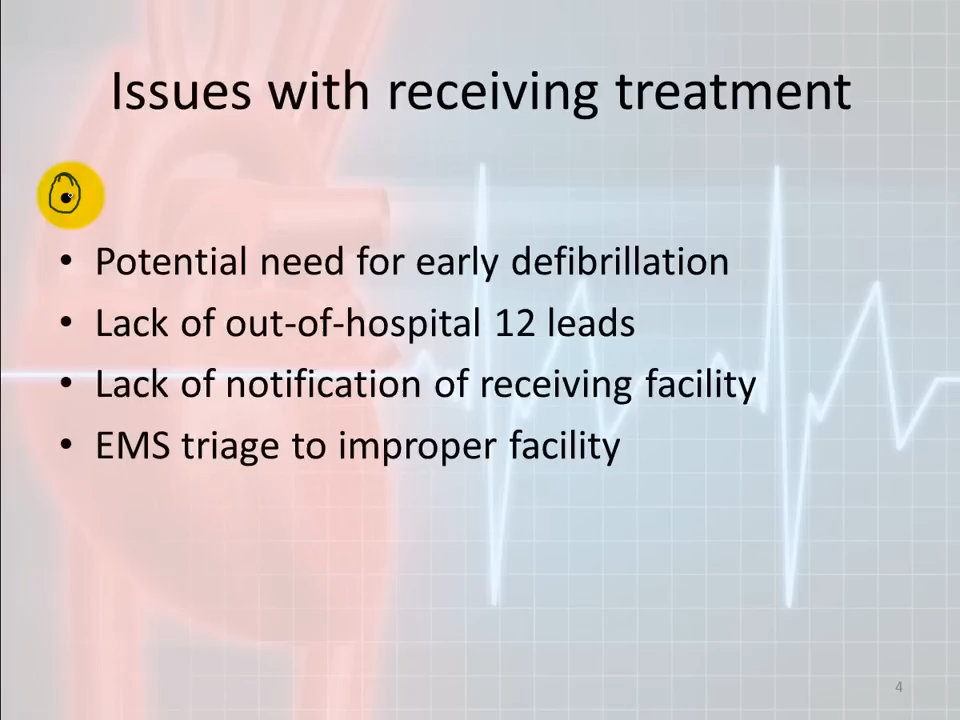 Issues with receiving treatment
• Potential need for early defibrillation
• Lack of out-of-hospital 12 leads
• Lack of notification of receiving facility
• EMS triage to improper facility
4